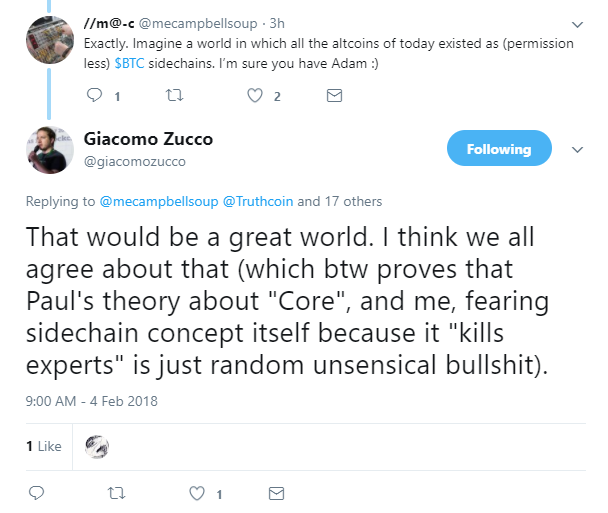 //m@-c @mecampbellsoup · 3h
Exactly. Imagine a world in which all the altcoins of today existed as (permission
less) $BTC sidechains. I'm sure you have Adam :)
1 2
Giacomo Zucco
@giacomozucco
Following
Replying to @mecampbellsoup @Truthcoin and 17 others
That would be a great world. I think we all
agree about that (which btw proves that
Paul's theory about "Core", and me, fearing
sidechain concept itself because it "kills
experts" is just random unsensical bullshit).
9:00 AM - 4 Feb 2018
1 Like
1